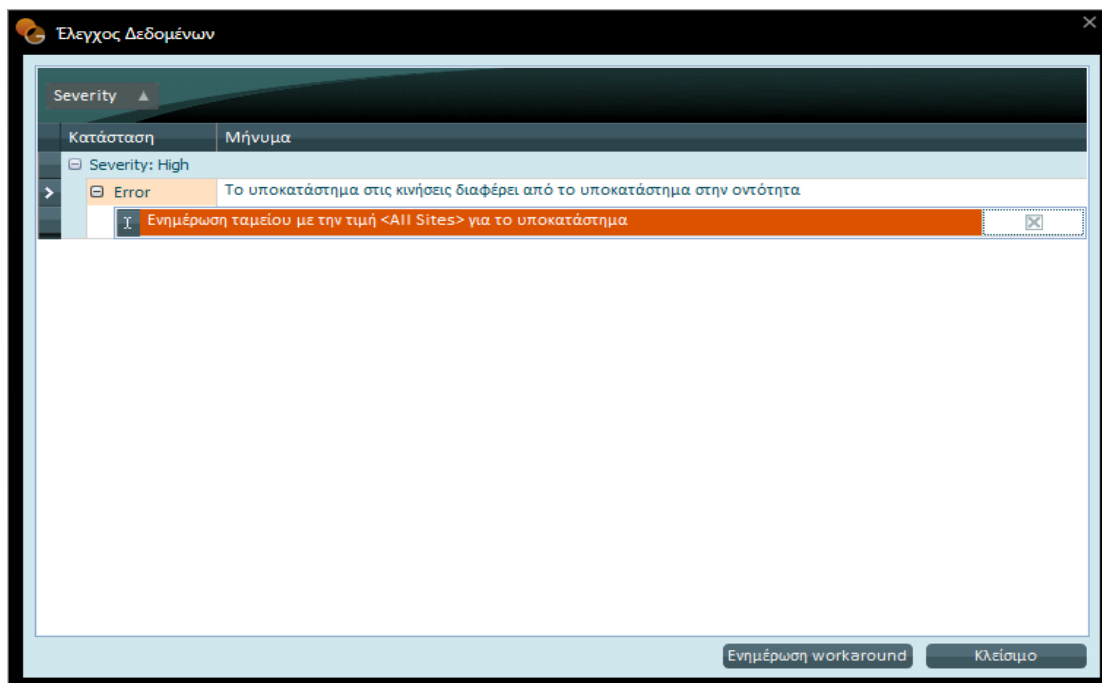 Έλεγχος Δεδομένων
Severity
Κατάσταση Μήνυμα
Severity: High
Error Το υποκατάστημα στις κινήσεις διαφέρει από το υποκατάστημα στην οντότητα
Ενημέρωση ταμείου με την τιμή <All Sites> για το υποκατάστημα
Ενημέρωση workaround Κλείσιμο